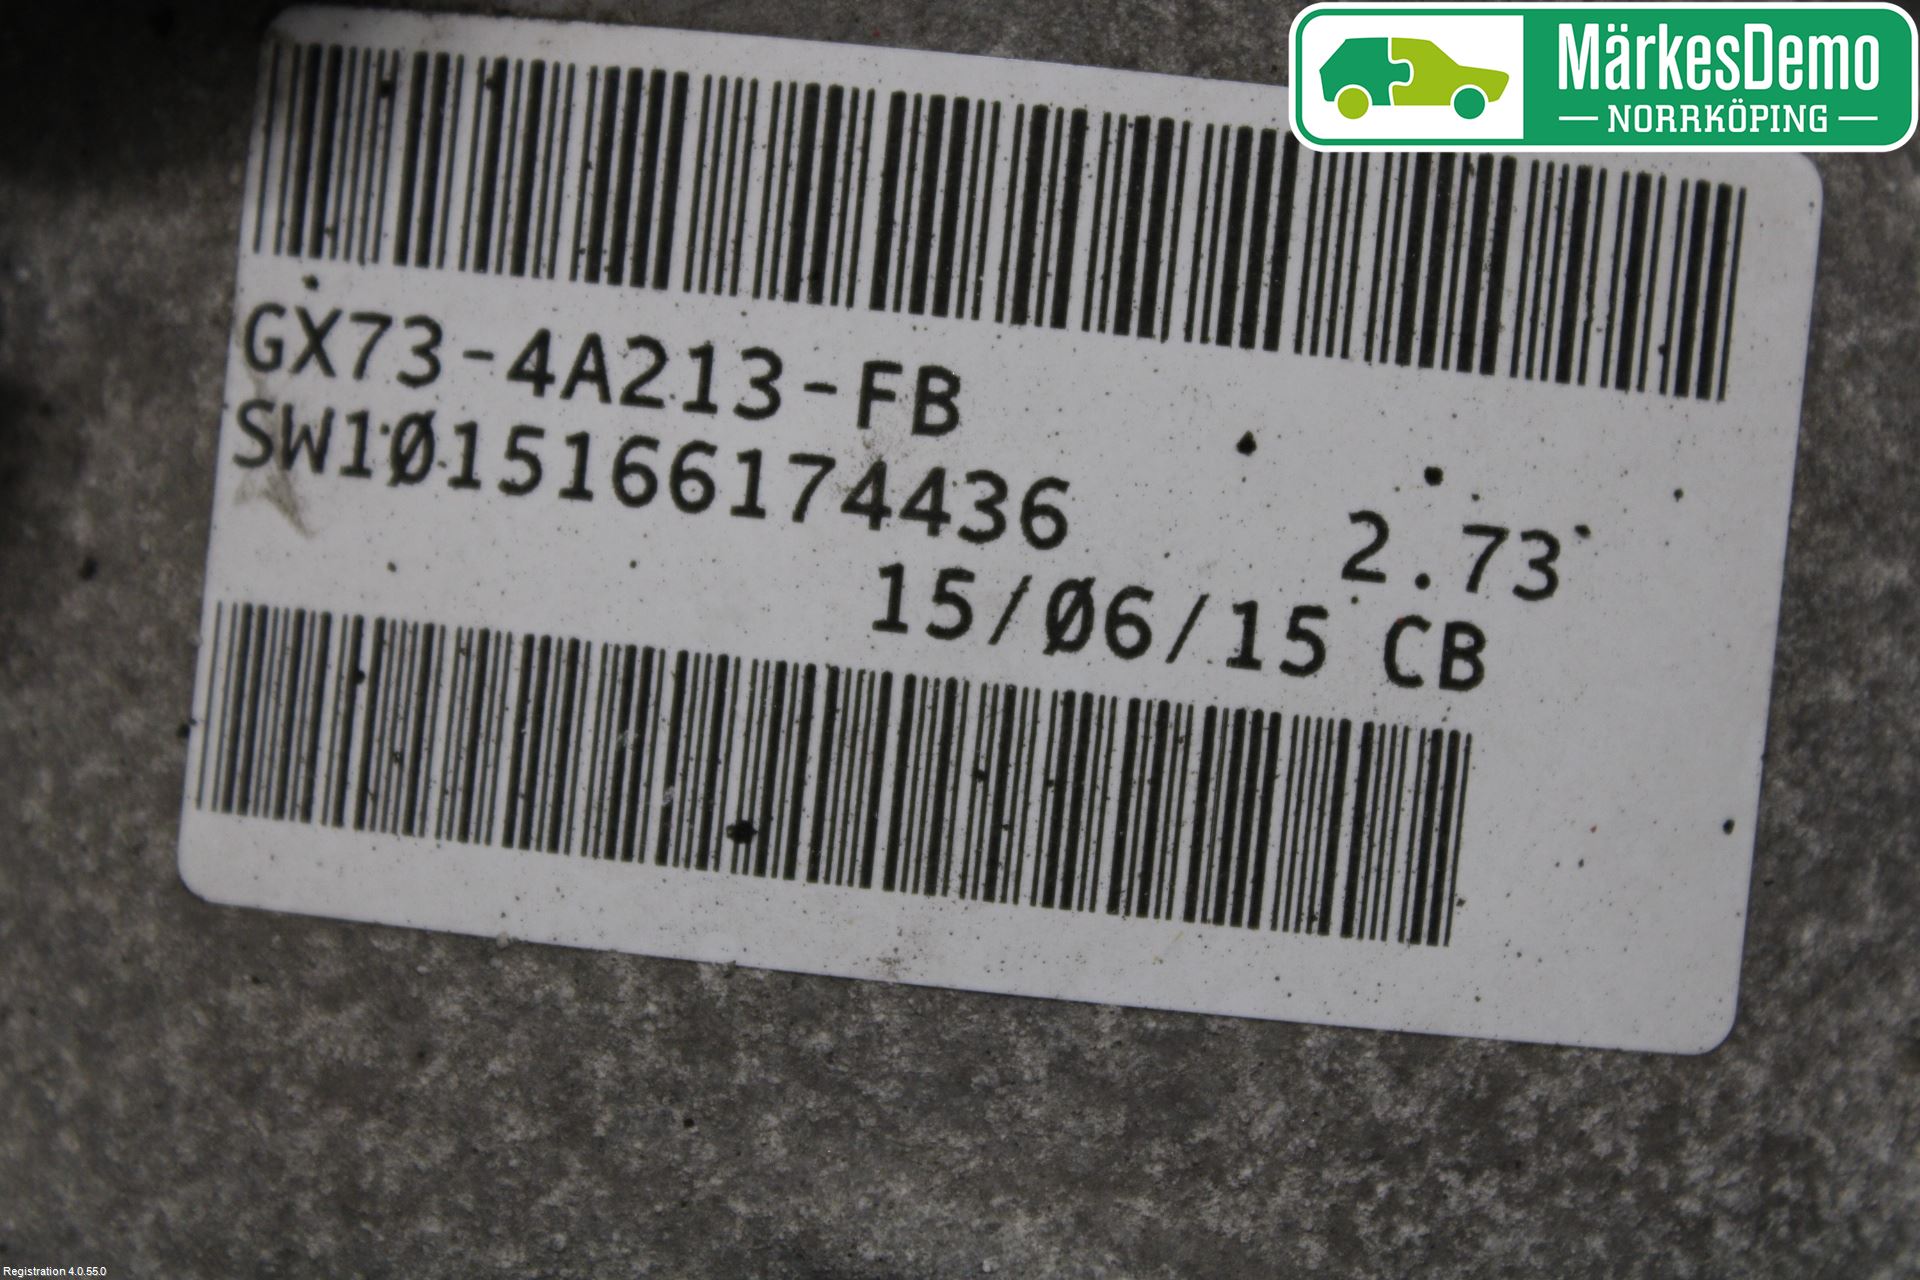 MärkesDemo
NORRKÖPING
GX73-4A213-FB
SW1Ø15166174436
2.73
15/Ø6/15 CB
Registration 4.0.55.0